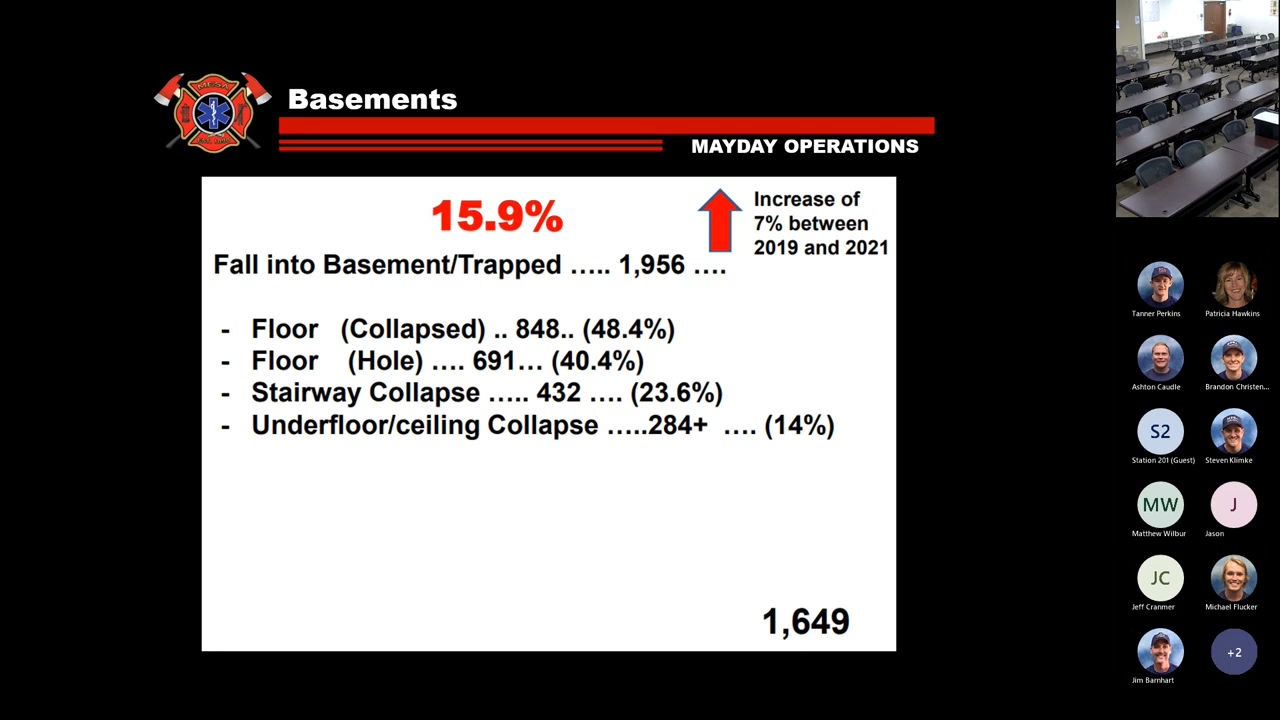 Basements
MAYDAY OPERATIONS
15.9%
Increase of
7% between
2019 and 2021
Fall into Basement/Trapped ….. 1,956 ….
- Floor (Collapsed) .. 848.. (48.4%)
- Floor (Hole) …. 691… (40.4%)
- Stairway Collapse ….. 432 …. (23.6%)
- Underfloor/ceiling Collapse …..284+ …. (14%)
1,649
Tanner Perkins
Patricia Hawkins
Ashton Caudle
Brandon Christen...
S2
Station 201 (Guest)
Steven Klimke
MW
Matthew Wilbur
J
Jason
JC
Jeff Cranmer
Michael Flucker
Jim Barnhart
+2